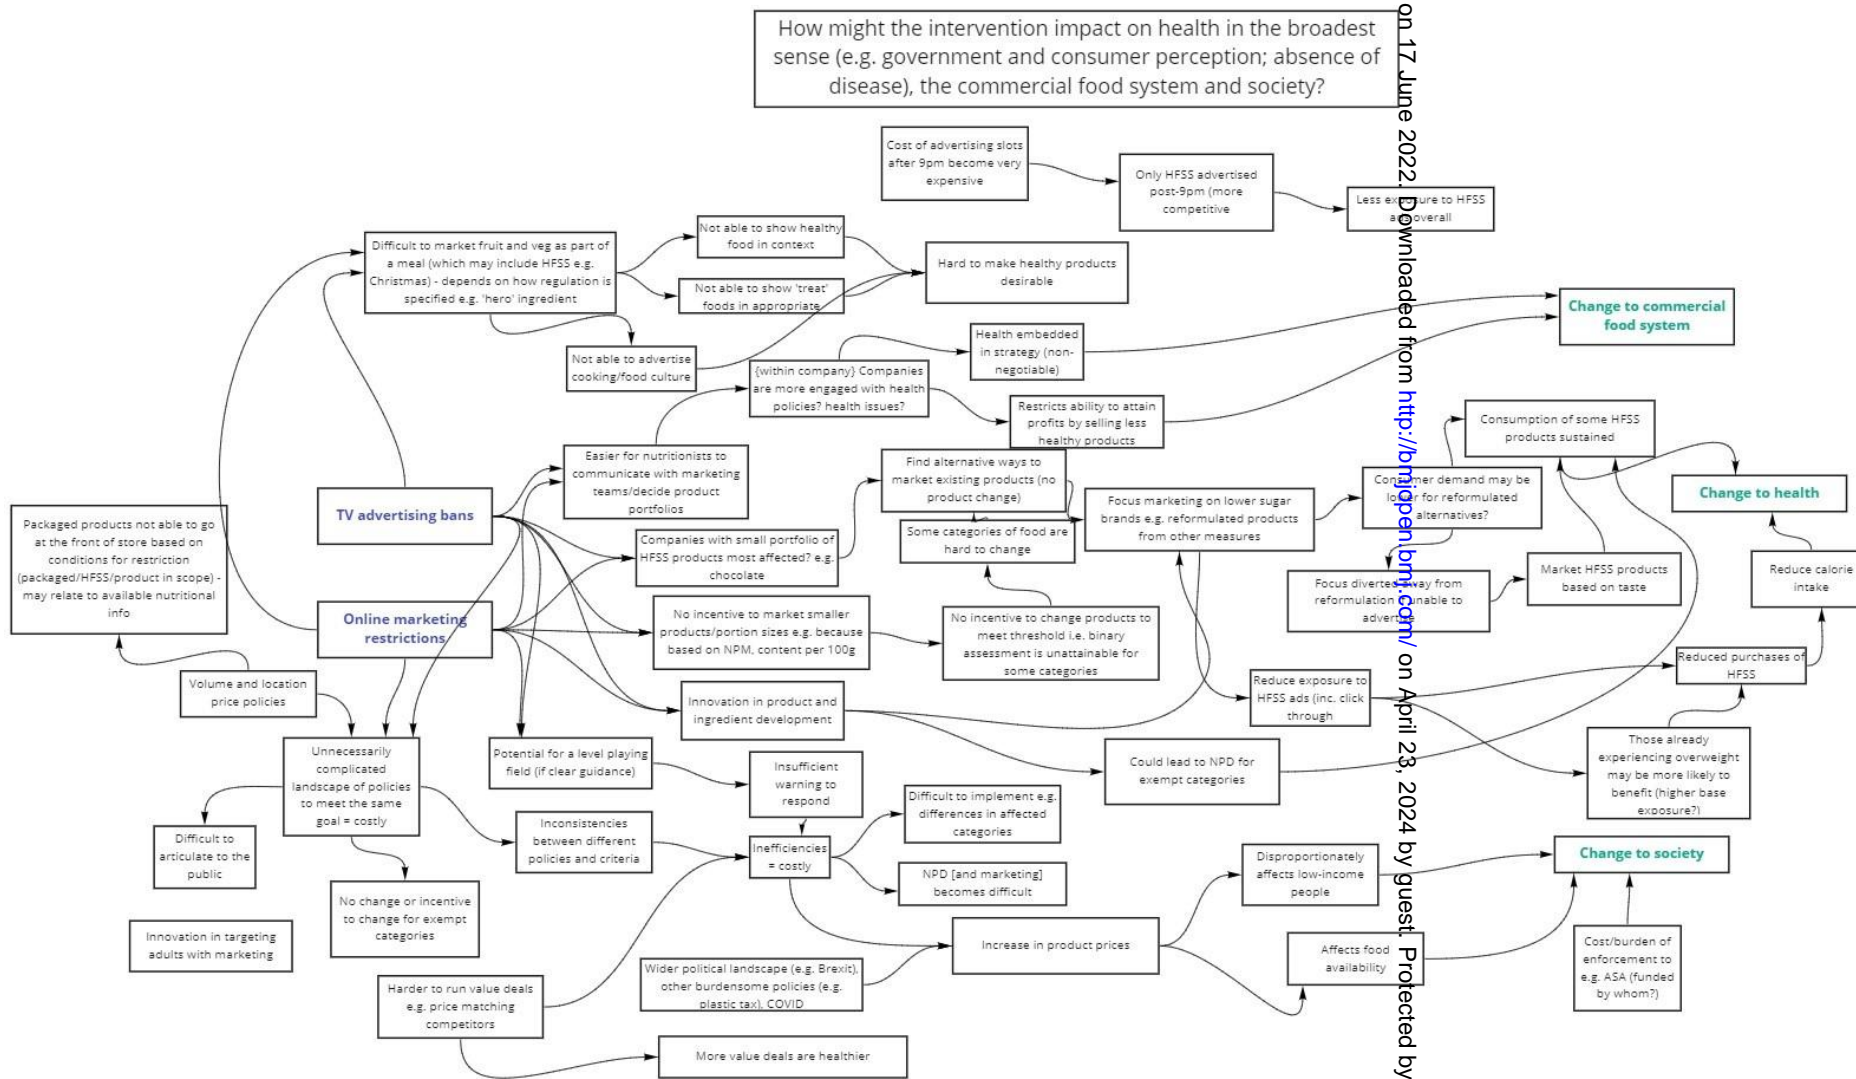 How might the intervention impact on health in the broadest
sense (e.g. government and consumer perception; absence of
disease), the commercial food system and society?
Cost of advertising slots
after 9pm become very
expensive
Only HFSS advertised
post-9pm (more
competitive
Less exposure to HFSS
ads overall
Difficult to market fruit and veg as part of
a meal (which may include HFSS e.g.
Christmas) - depends on how regulation is
specified e.g. 'hero' ingredient
Not able to show healthy
food in context
Not able to show 'treat'
foods in appropriate
Hard to make healthy products
desirable
Not able to advertise
cooking/food culture
Change to commercial
food system
Health embedded
in strategy (non-
negotiable)
{within company} Companies
are more engaged with health
policies? health issues?
Restricts ability to attain
profits by selling less
healthy products
Consumption of some HFSS
products sustained
Easier for nutritionists to
communicate with marketing
teams/decide product
portfolios
Find alternative ways to
market existing products (no
product change)
Consumer demand may be
lower for reformulated
alternatives?
Change to health
TV advertising bans
Focus marketing on lower sugar
brands e.g. reformulated products
from other measures
Some categories of food are
hard to change
Packaged products not able to go
at the front of store based on
conditions for restriction
(packaged/HFSS/product in scope) -
may relate to available nutritional
info
Companies with small portfolio of
HFSS products most affected? e.g.
chocolate
Focus diverted away from
reformulation unable to
advertise
Market HFSS products
based on taste
Reduce calorie
intake
Online marketing
restrictions
No incentive to market smaller
products/portion sizes e.g. because
based on NPM, content per 100g
No incentive to change products to
meet threshold i.e. binary
assessment is unattainable for
some categories
Reduced purchases of
HFSS
Volume and location
price policies
Innovation in product and
ingredient development
Reduce exposure to
HFSS ads (inc. click
through
Unnecessarily
complicated
landscape of policies
to meet the same
goal = costly
Potential for a level playing
field (if clear guidance)
Insufficient
warning to
respond
Could lead to NPD for
exempt categories
Those already
experiencing overweight
may be more likely to
benefit (higher base
exposure?)
Difficult to
articulate to the
public
Inconsistencies
between different
policies and criteria
Inefficiencies
= costly
Difficult to implement e.g.
differences in affected
categories
NPD [and marketing]
becomes difficult
Disproportionately
affects low-income
people
Change to society
No change or incentive
to change for exempt
categories
Innovation in targeting
adults with marketing
Increase in product prices
Affects food
availability
Cost/burden of
enforcement to
e.g. ASA (funded
by whom?)
Wider political landscape (e.g. Brexit),
other burdensome policies (e.g.
plastic tax), COVID
Harder to run value deals
e.g. price matching
competitors
More value deals are healthier
on 17 June 2022. Downloaded from http://bmjopen.bmj.com/ on April 23, 2024 by guest. Protected by